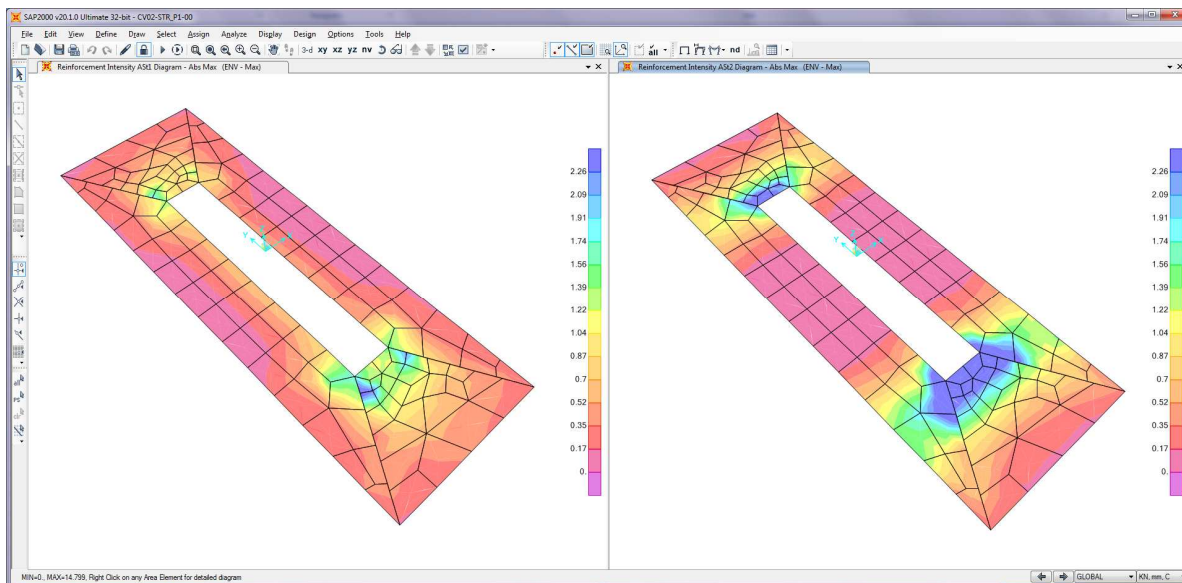 SAP2000 v20.1.0 Ultimate 32-bit - CV02-STR_P1-00
File Edit View Define Draw Select Assign Analyze Display Design Options Tools Help
3-d xy xz yz nv
all
nd
Reinforcement Intensity ASt1 Diagram - Abs Max (ENV - Max)
Reinforcement Intensity ASt2 Diagram - Abs Max (ENV - Max)
2.26
2.09
1.91
1.74
1.56
1.39
1.22
1.04
0.87
0.7
0.52
0.35
0.17
0.
2.26
2.09
1.91
1.74
1.56
1.39
1.22
1.04
0.87
0.7
0.52
0.35
0.17
0.
MIN=0., MAX=14.799, Right Click on any Area Element for detailed diagram
GLOBAL
KN, mm, C